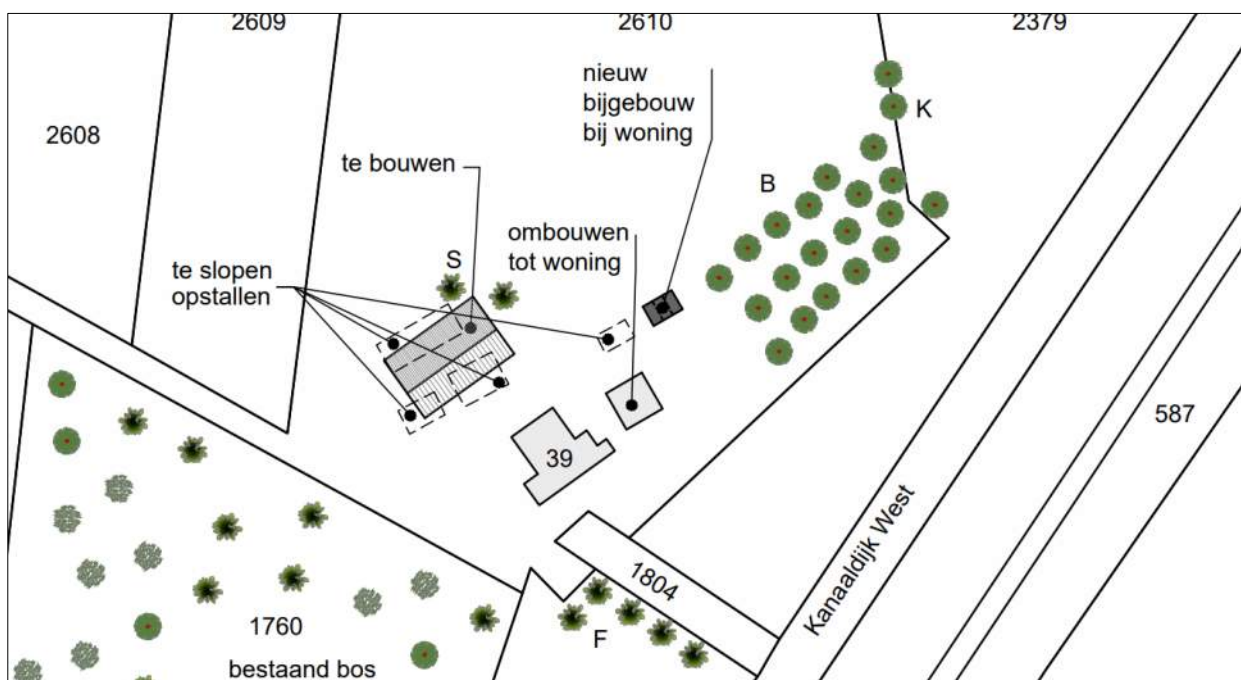 2609
2610
2379
nieuw
bijgebouw
bij woning
K
2608
te bouwen
B
ombouwen
tot woning
S
te slopen
opstallen
587
39
Kanaaldijk West
1804
1760
F
bestaand bos